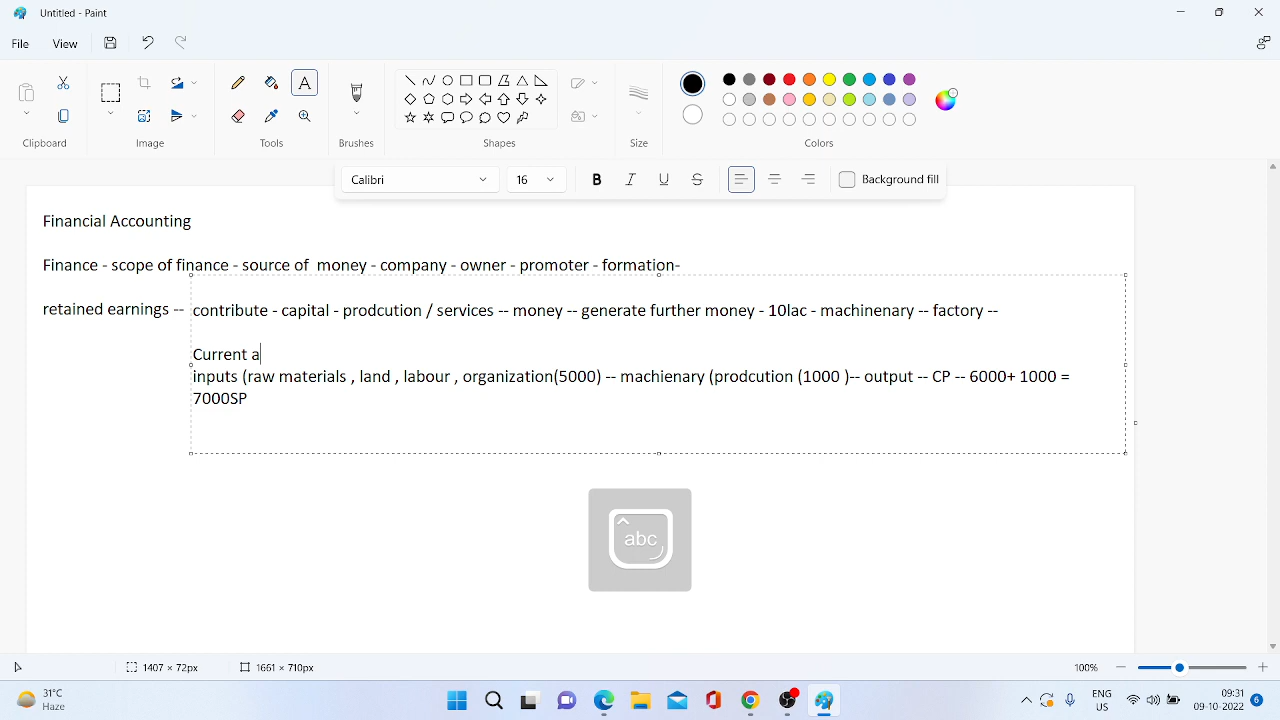 Untitled - Paint
File View
Calibri 16 B I U Background fill
Clipboard Image Tools Brushes Shapes Size Colors
Financial Accounting
Finance - scope of finance - source of  money - company - owner - promoter - formation-
retained earnings --
contribute - capital - prodcution / services -- money -- generate further money - 10lac - machinenary -- factory --
Current a
inputs (raw materials , land , labour , organization(5000) -- machienary (prodcution (1000 )-- output -- CP -- 6000+ 1000 =
7000SP
abc
1407 × 72px 1661 × 710px 100%
31°C
Haze
ENG
US
09:31
09-10-2022
6